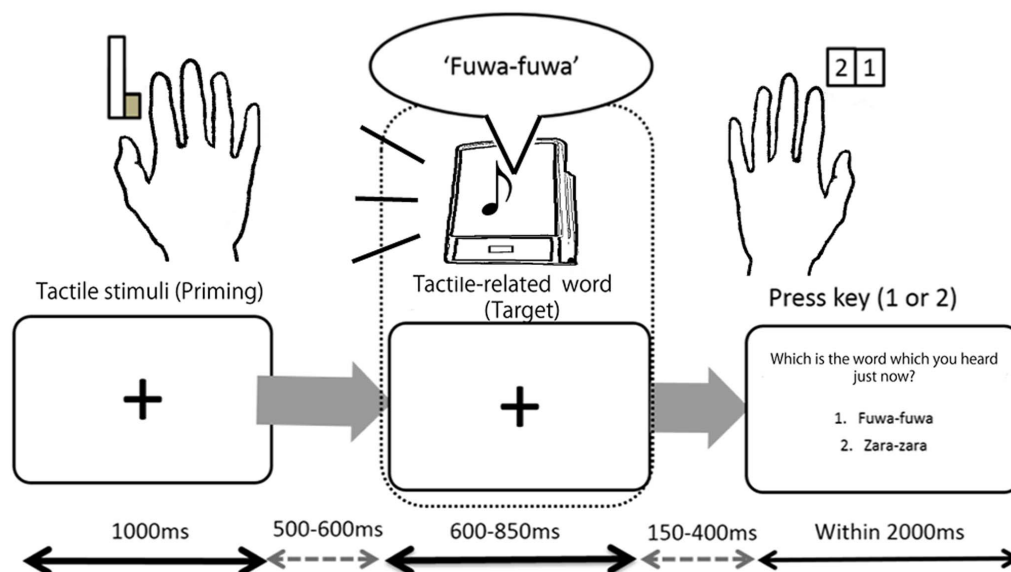 'Fuwa-fuwa'
2 1
Tactile stimuli (Priming)
Tactile-related word
(Target)
Press key (1 or 2)
Which is the word which you heard
just now?
1. Fuwa-fuwa
2. Zara-zara
1000ms
500-600ms
600-850ms
150-400ms
Within 2000ms